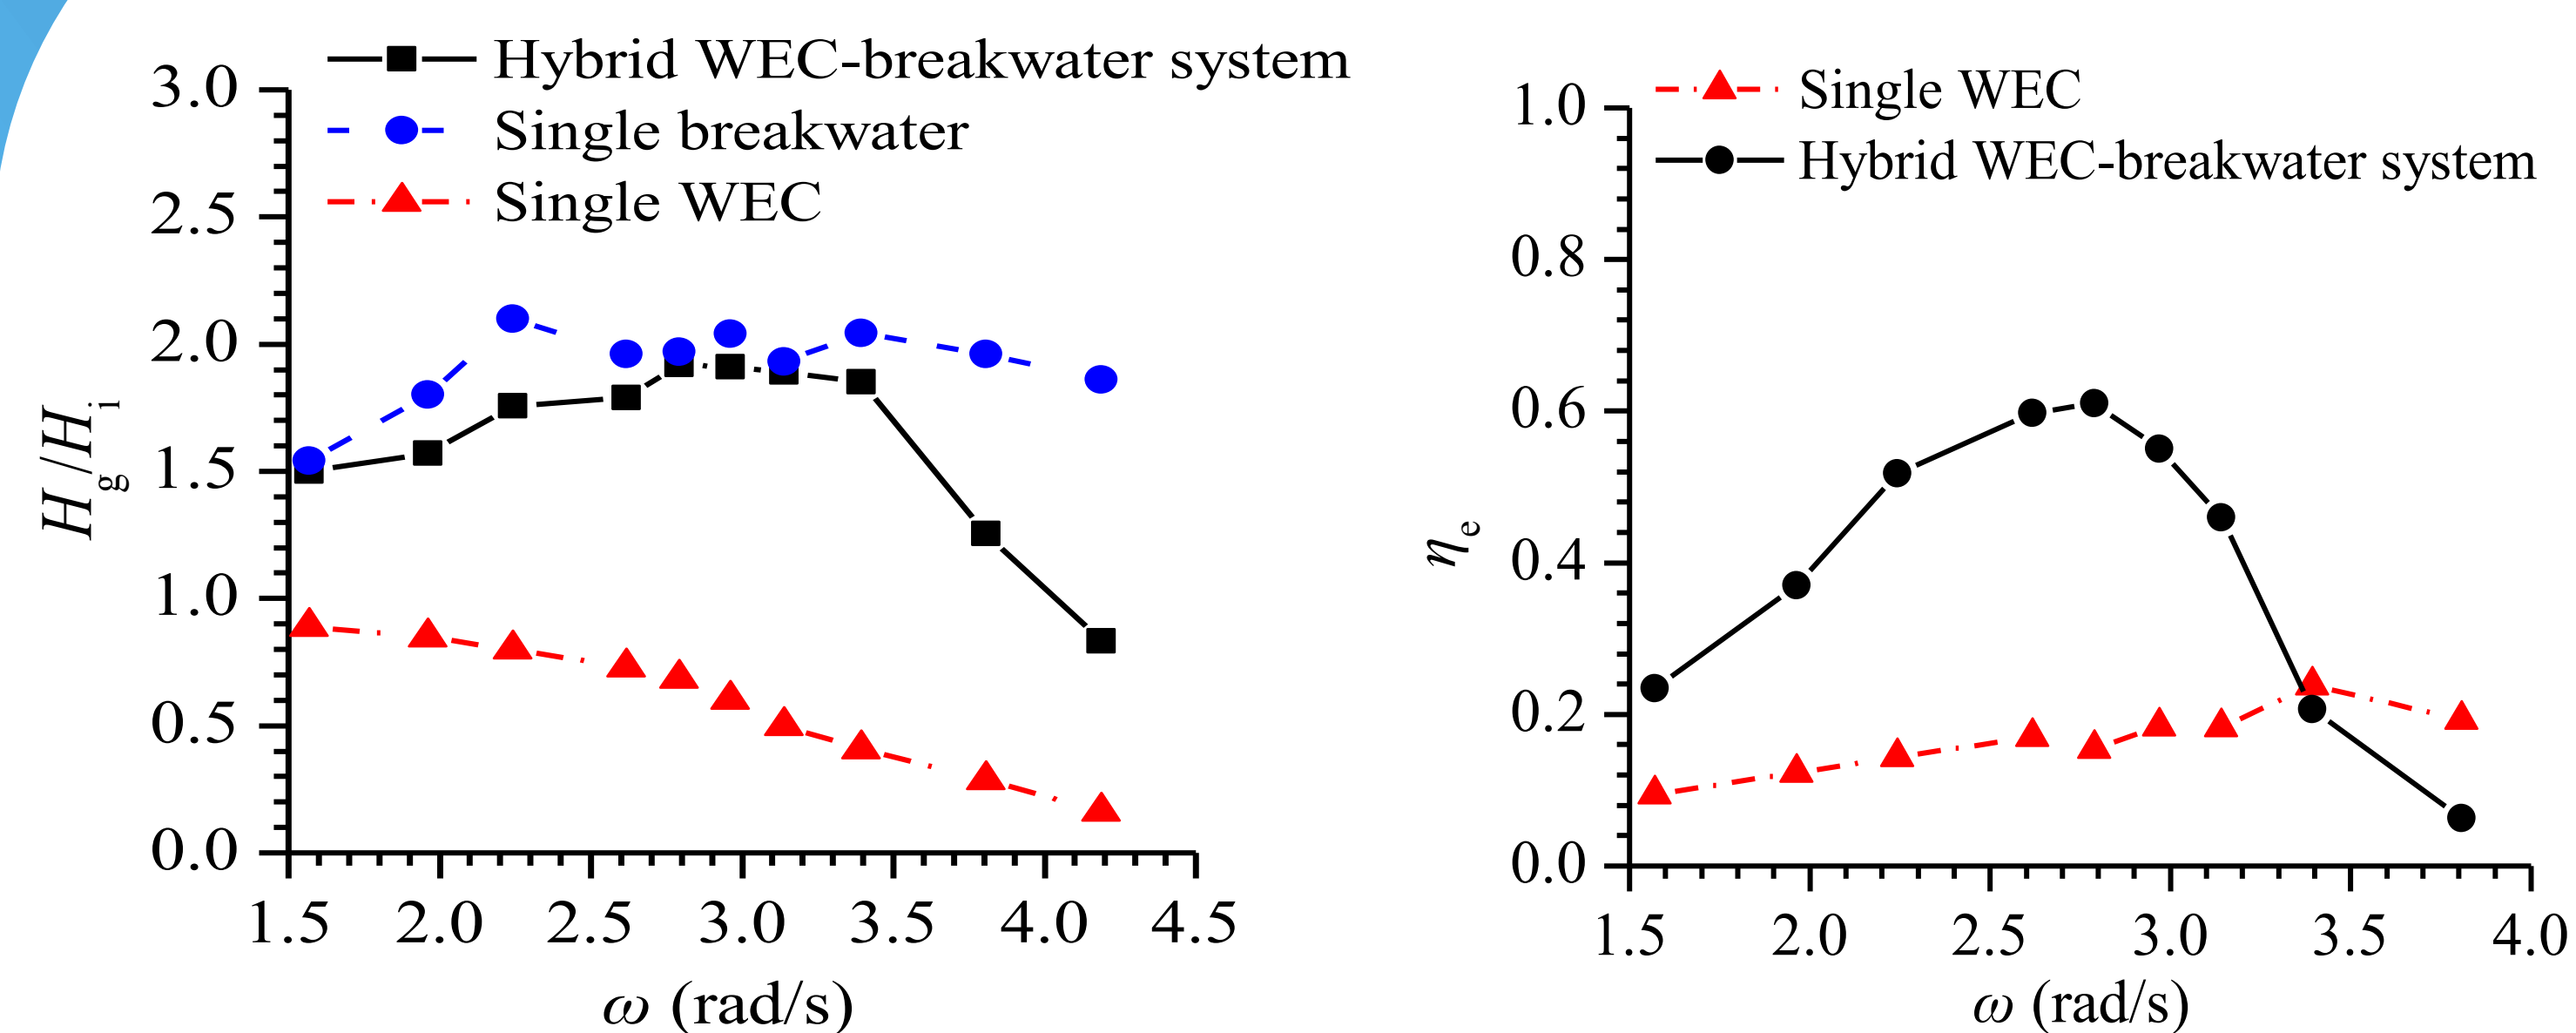 Hybrid WEC-breakwater system
Single breakwater
Single WEC
3.0
2.5
2.0
1.5
1.0
0.5
0.0
Hg/Hi
1.5 2.0 2.5 3.0 3.5 4.0 4.5
ω (rad/s)
Single WEC
Hybrid WEC-breakwater system
1.0
0.8
0.6
0.4
0.2
0.0
ηe
1.5 2.0 2.5 3.0 3.5 4.0
ω (rad/s)